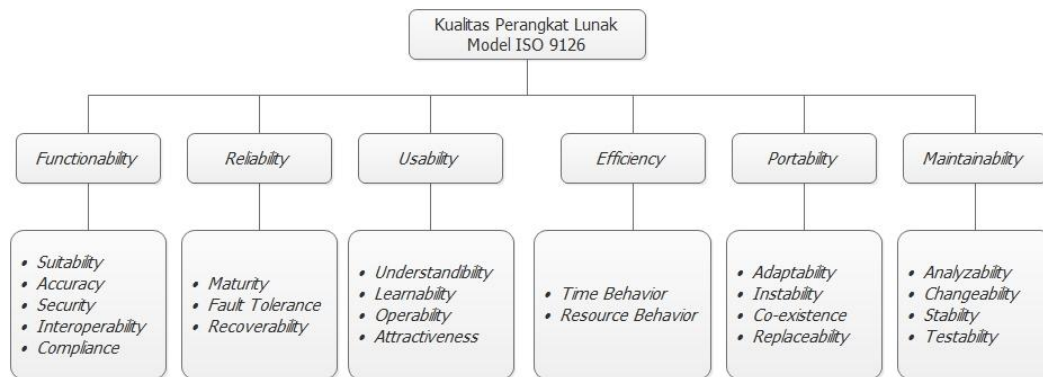 Kualitas Perangkat Lunak
Model ISO 9126
Functionability
Reliability
Usability
Efficiency
Portability
Maintainability
• Suitability
• Accuracy
• Security
• Interoperability
• Compliance
• Maturity
• Fault Tolerance
• Recoverability
• Understandibility
• Learnability
• Operability
• Attractiveness
• Time Behavior
• Resource Behavior
• Adaptability
• Instability
• Co-existence
• Replaceability
• Analyzability
• Changeability
• Stability
• Testability